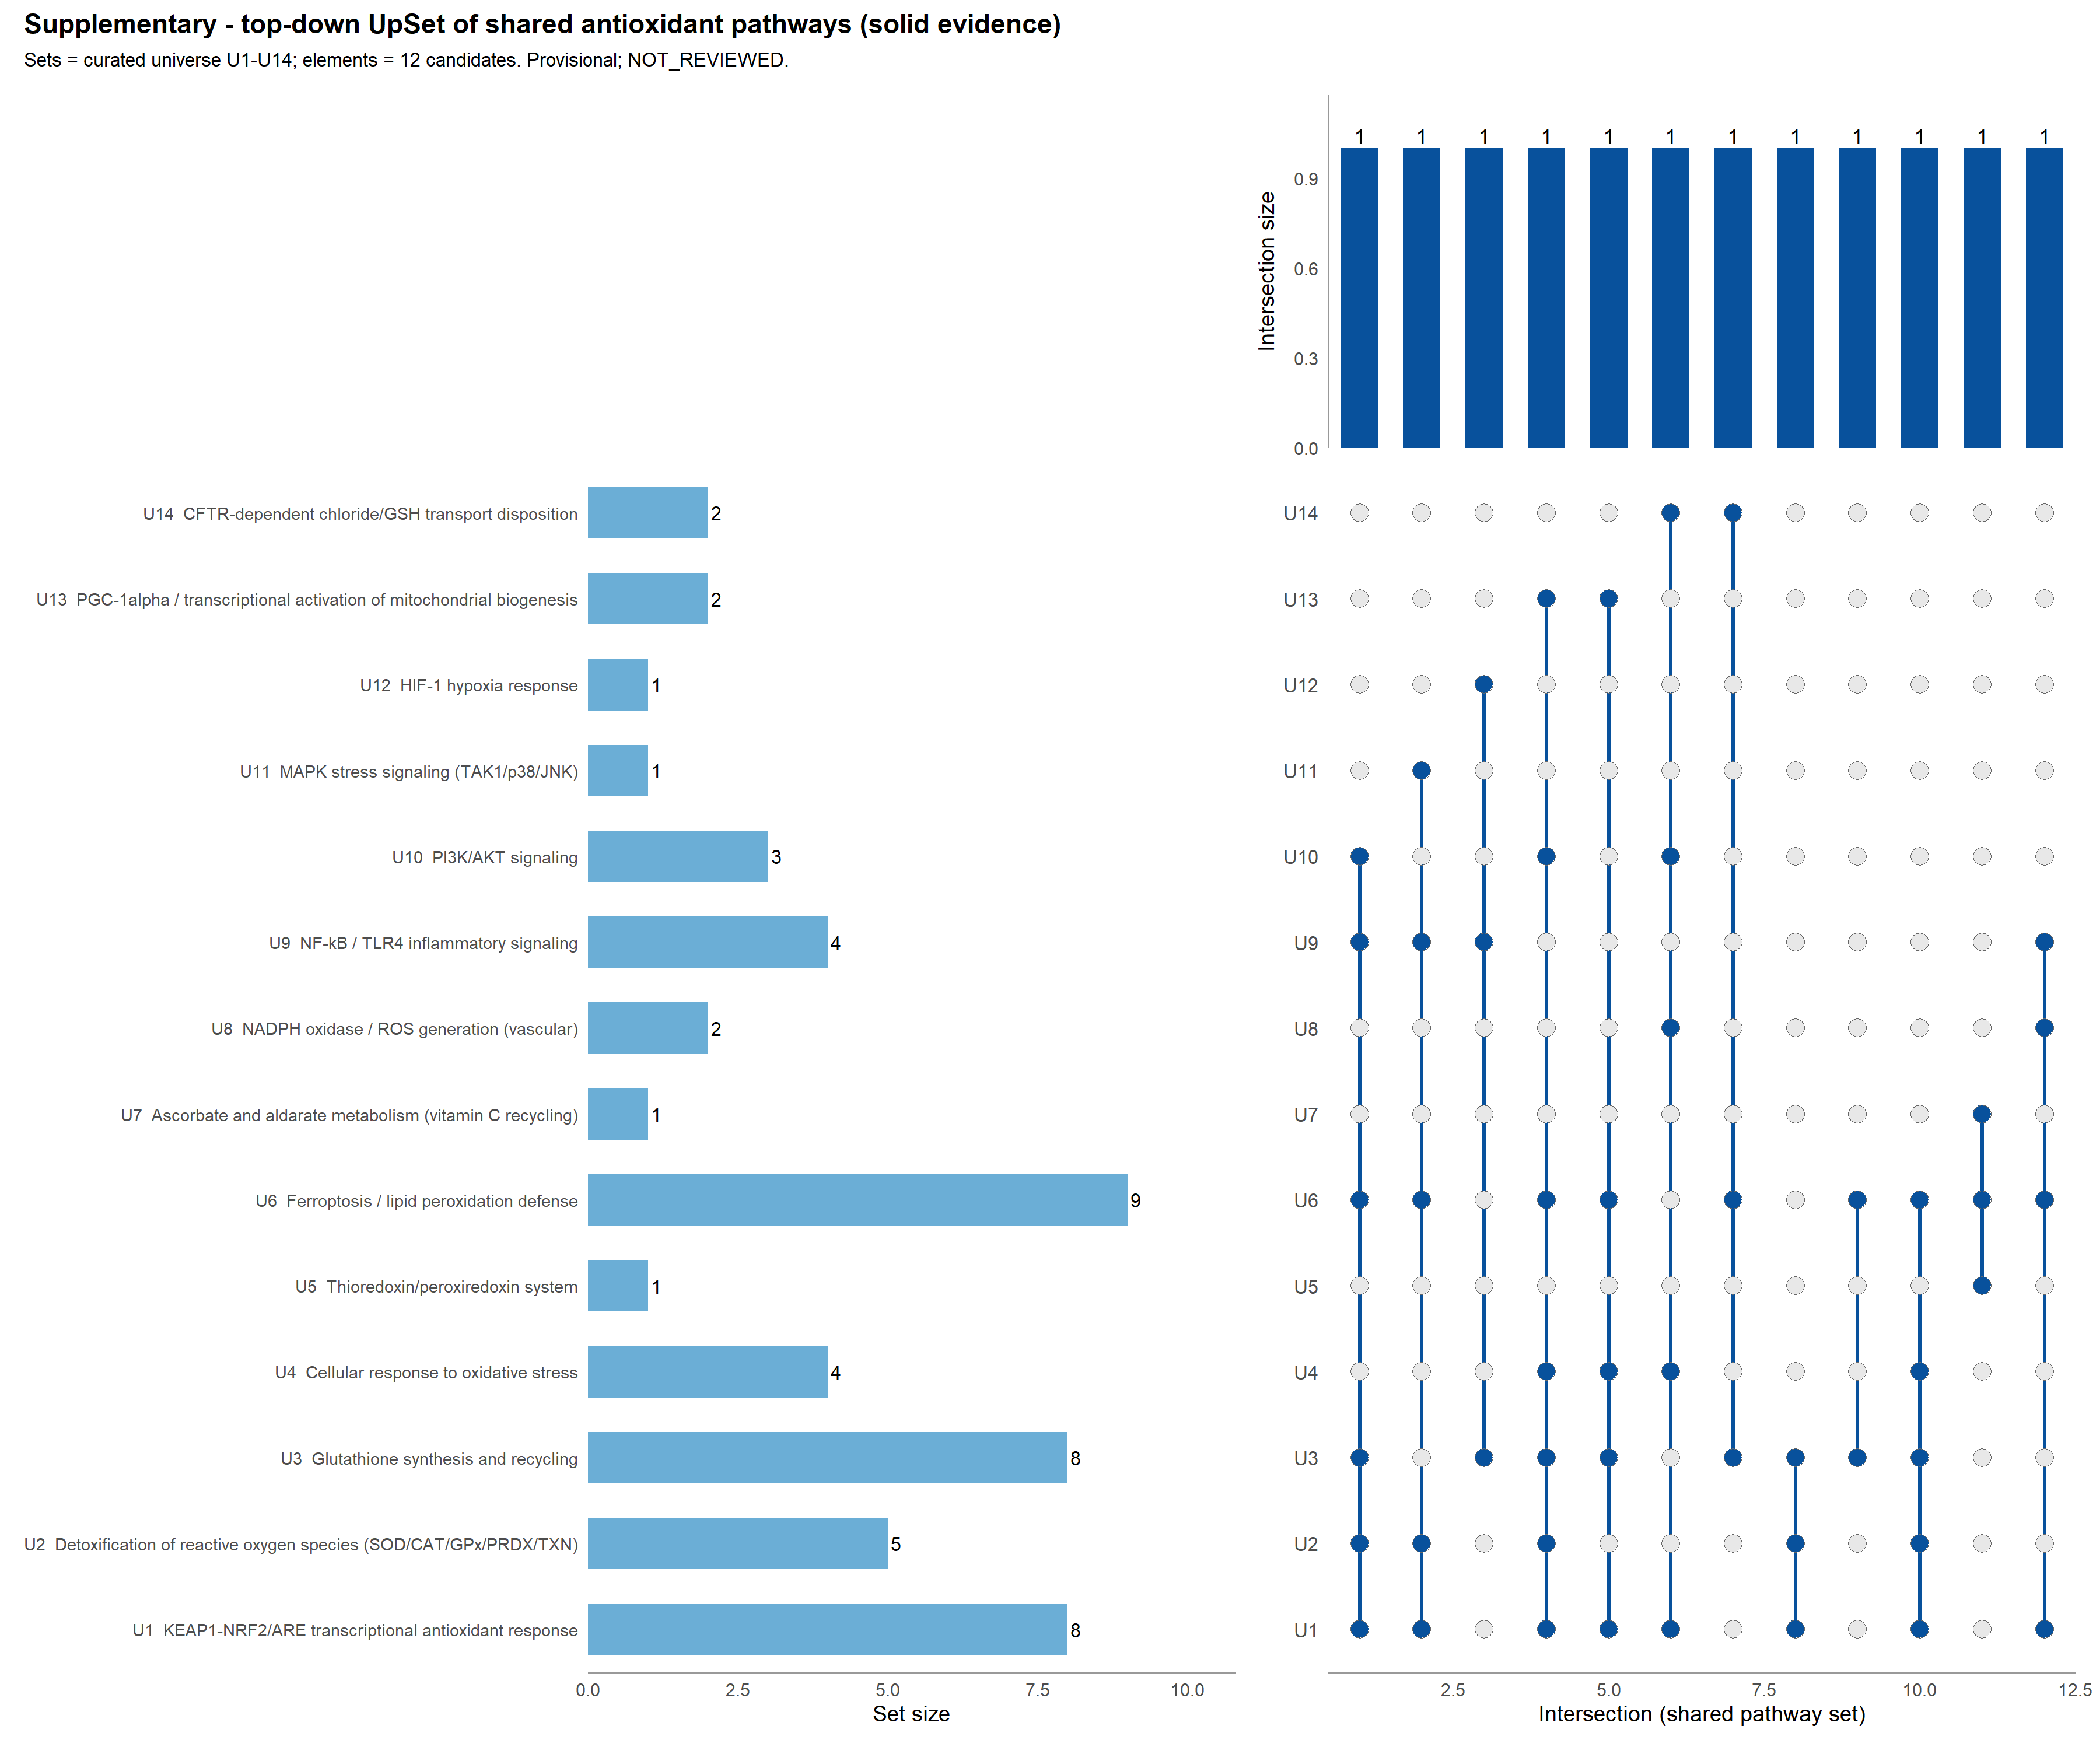 Supplementary - top-down UpSet of shared antioxidant pathways (solid evidence)
Sets = curated universe U1-U14; elements = 12 candidates. Provisional; NOT_REVIEWED.
1 1 1 1 1 1 1 1 1 1 1 1
Intersection size
0.9
0.6
0.3
0.0
U14 CFTR-dependent chloride/GSH transport disposition 2 U14
U13 PGC-1alpha / transcriptional activation of mitochondrial biogenesis 2 U13
U12 HIF-1 hypoxia response 1 U12
U11 MAPK stress signaling (TAK1/p38/JNK) 1 U11
U10 PI3K/AKT signaling 3 U10
U9 NF-kB / TLR4 inflammatory signaling 4 U9
U8 NADPH oxidase / ROS generation (vascular) 2 U8
U7 Ascorbate and aldarate metabolism (vitamin C recycling) 1 U7
U6 Ferroptosis / lipid peroxidation defense 9 U6
U5 Thioredoxin/peroxiredoxin system 1 U5
U4 Cellular response to oxidative stress 4 U4
U3 Glutathione synthesis and recycling 8 U3
U2 Detoxification of reactive oxygen species (SOD/CAT/GPx/PRDX/TXN) 5 U2
U1 KEAP1-NRF2/ARE transcriptional antioxidant response 8 U1
0.0 2.5 5.0 7.5 10.0
Set size
2.5 5.0 7.5 10.0 12.5
Intersection (shared pathway set)